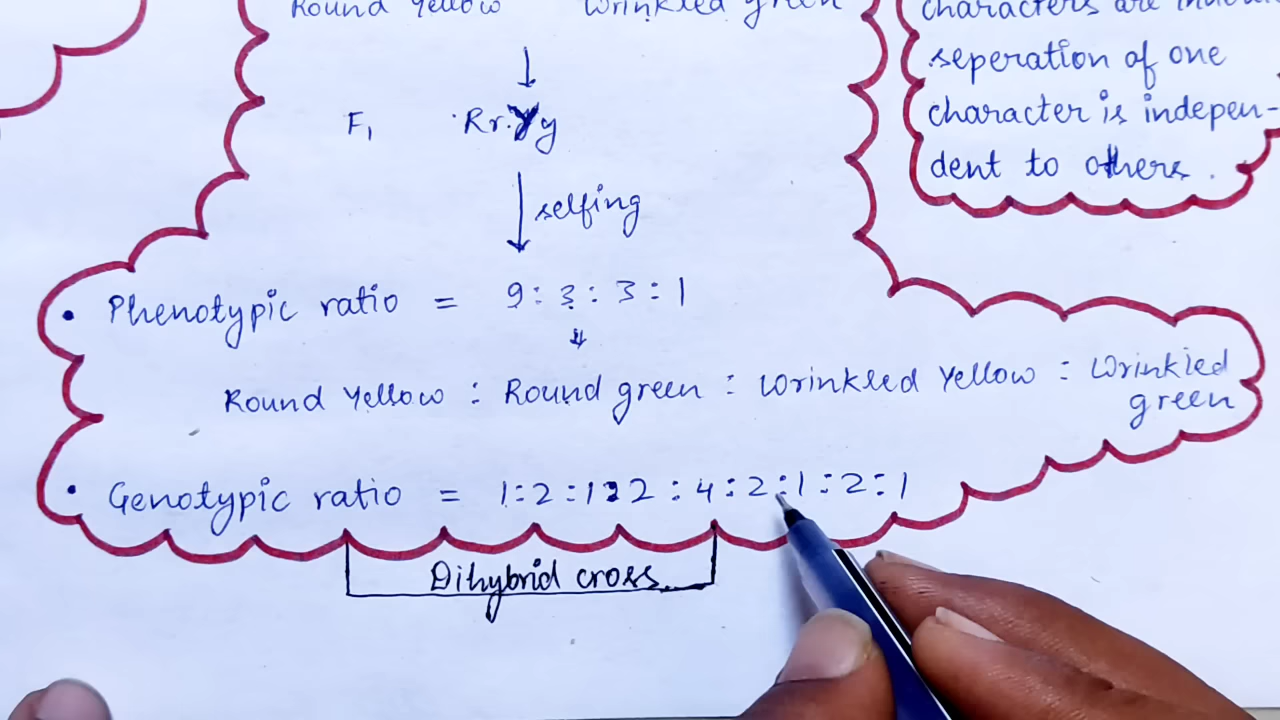 Round Yellow Wrinkled green
F1 Rr.Yy
selfing
• Phenotypic ratio = 9 : 3 : 3 : 1
Round Yellow : Round green : Wrinkled Yellow : Wrinkled
green
• Genotypic ratio = 1 : 2 : 1 : 2 : 4 : 2 : 1 : 2 : 1
Dihybrid cross
characters are
seperation of one
character is indepen-
dent to others.